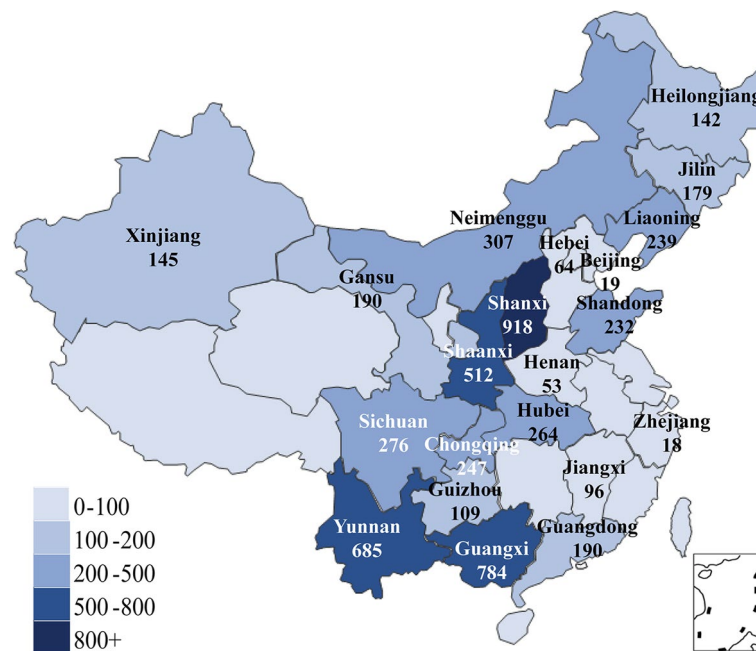 Heilongjiang
142
Jilin
179
Neimenggu
307
Liaoning
239
Hebei
64
Beijing
19
Xinjiang
145
Gansu
190
Shanxi
918
Shandong
232
Shaanxi
512
Henan
53
Sichuan
276
Hubei
264
Chongqing
247
Zhejiang
18
Jiangxi
96
Guizhou
109
Yunnan
685
Guangxi
784
Guangdong
190
0-100
100-200
200-500
500-800
800+